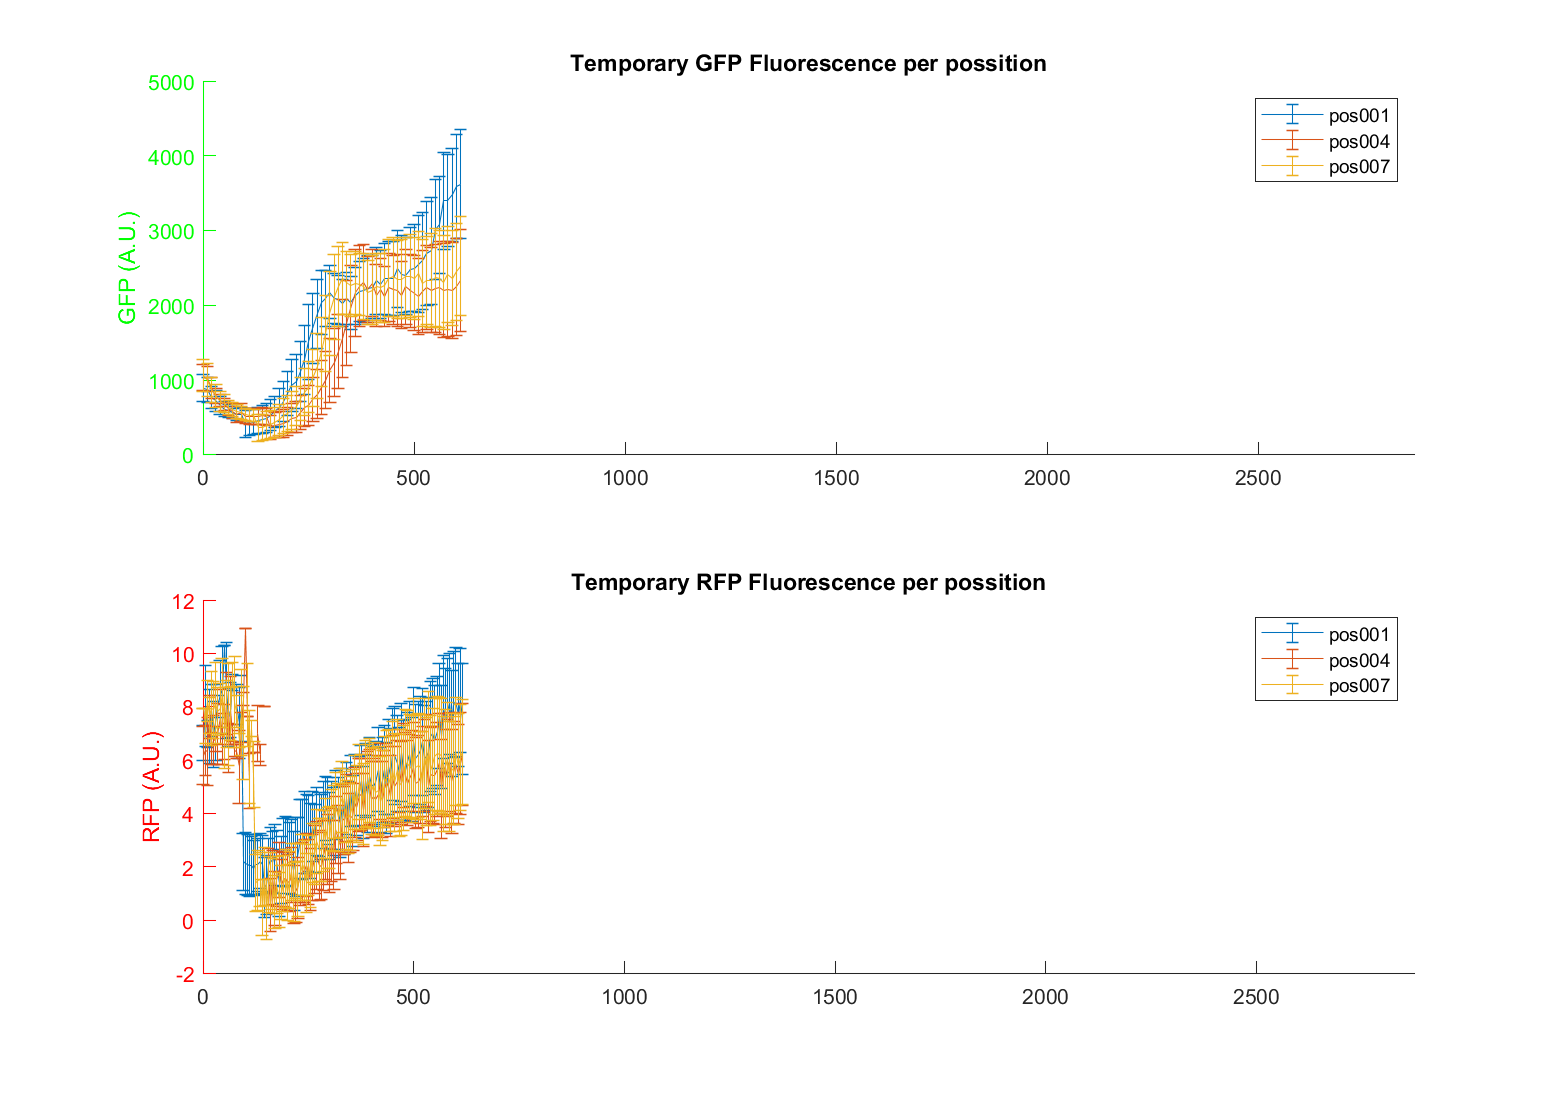 Temporary GFP Fluorescence per possition
5000
4000
3000
2000
1000
0
GFP (A.U.)
pos001
pos004
pos007
0 500 1000 1500 2000 2500
Temporary RFP Fluorescence per possition
12
10
8
6
4
2
0
-2
RFP (A.U.)
pos001
pos004
pos007
0 500 1000 1500 2000 2500